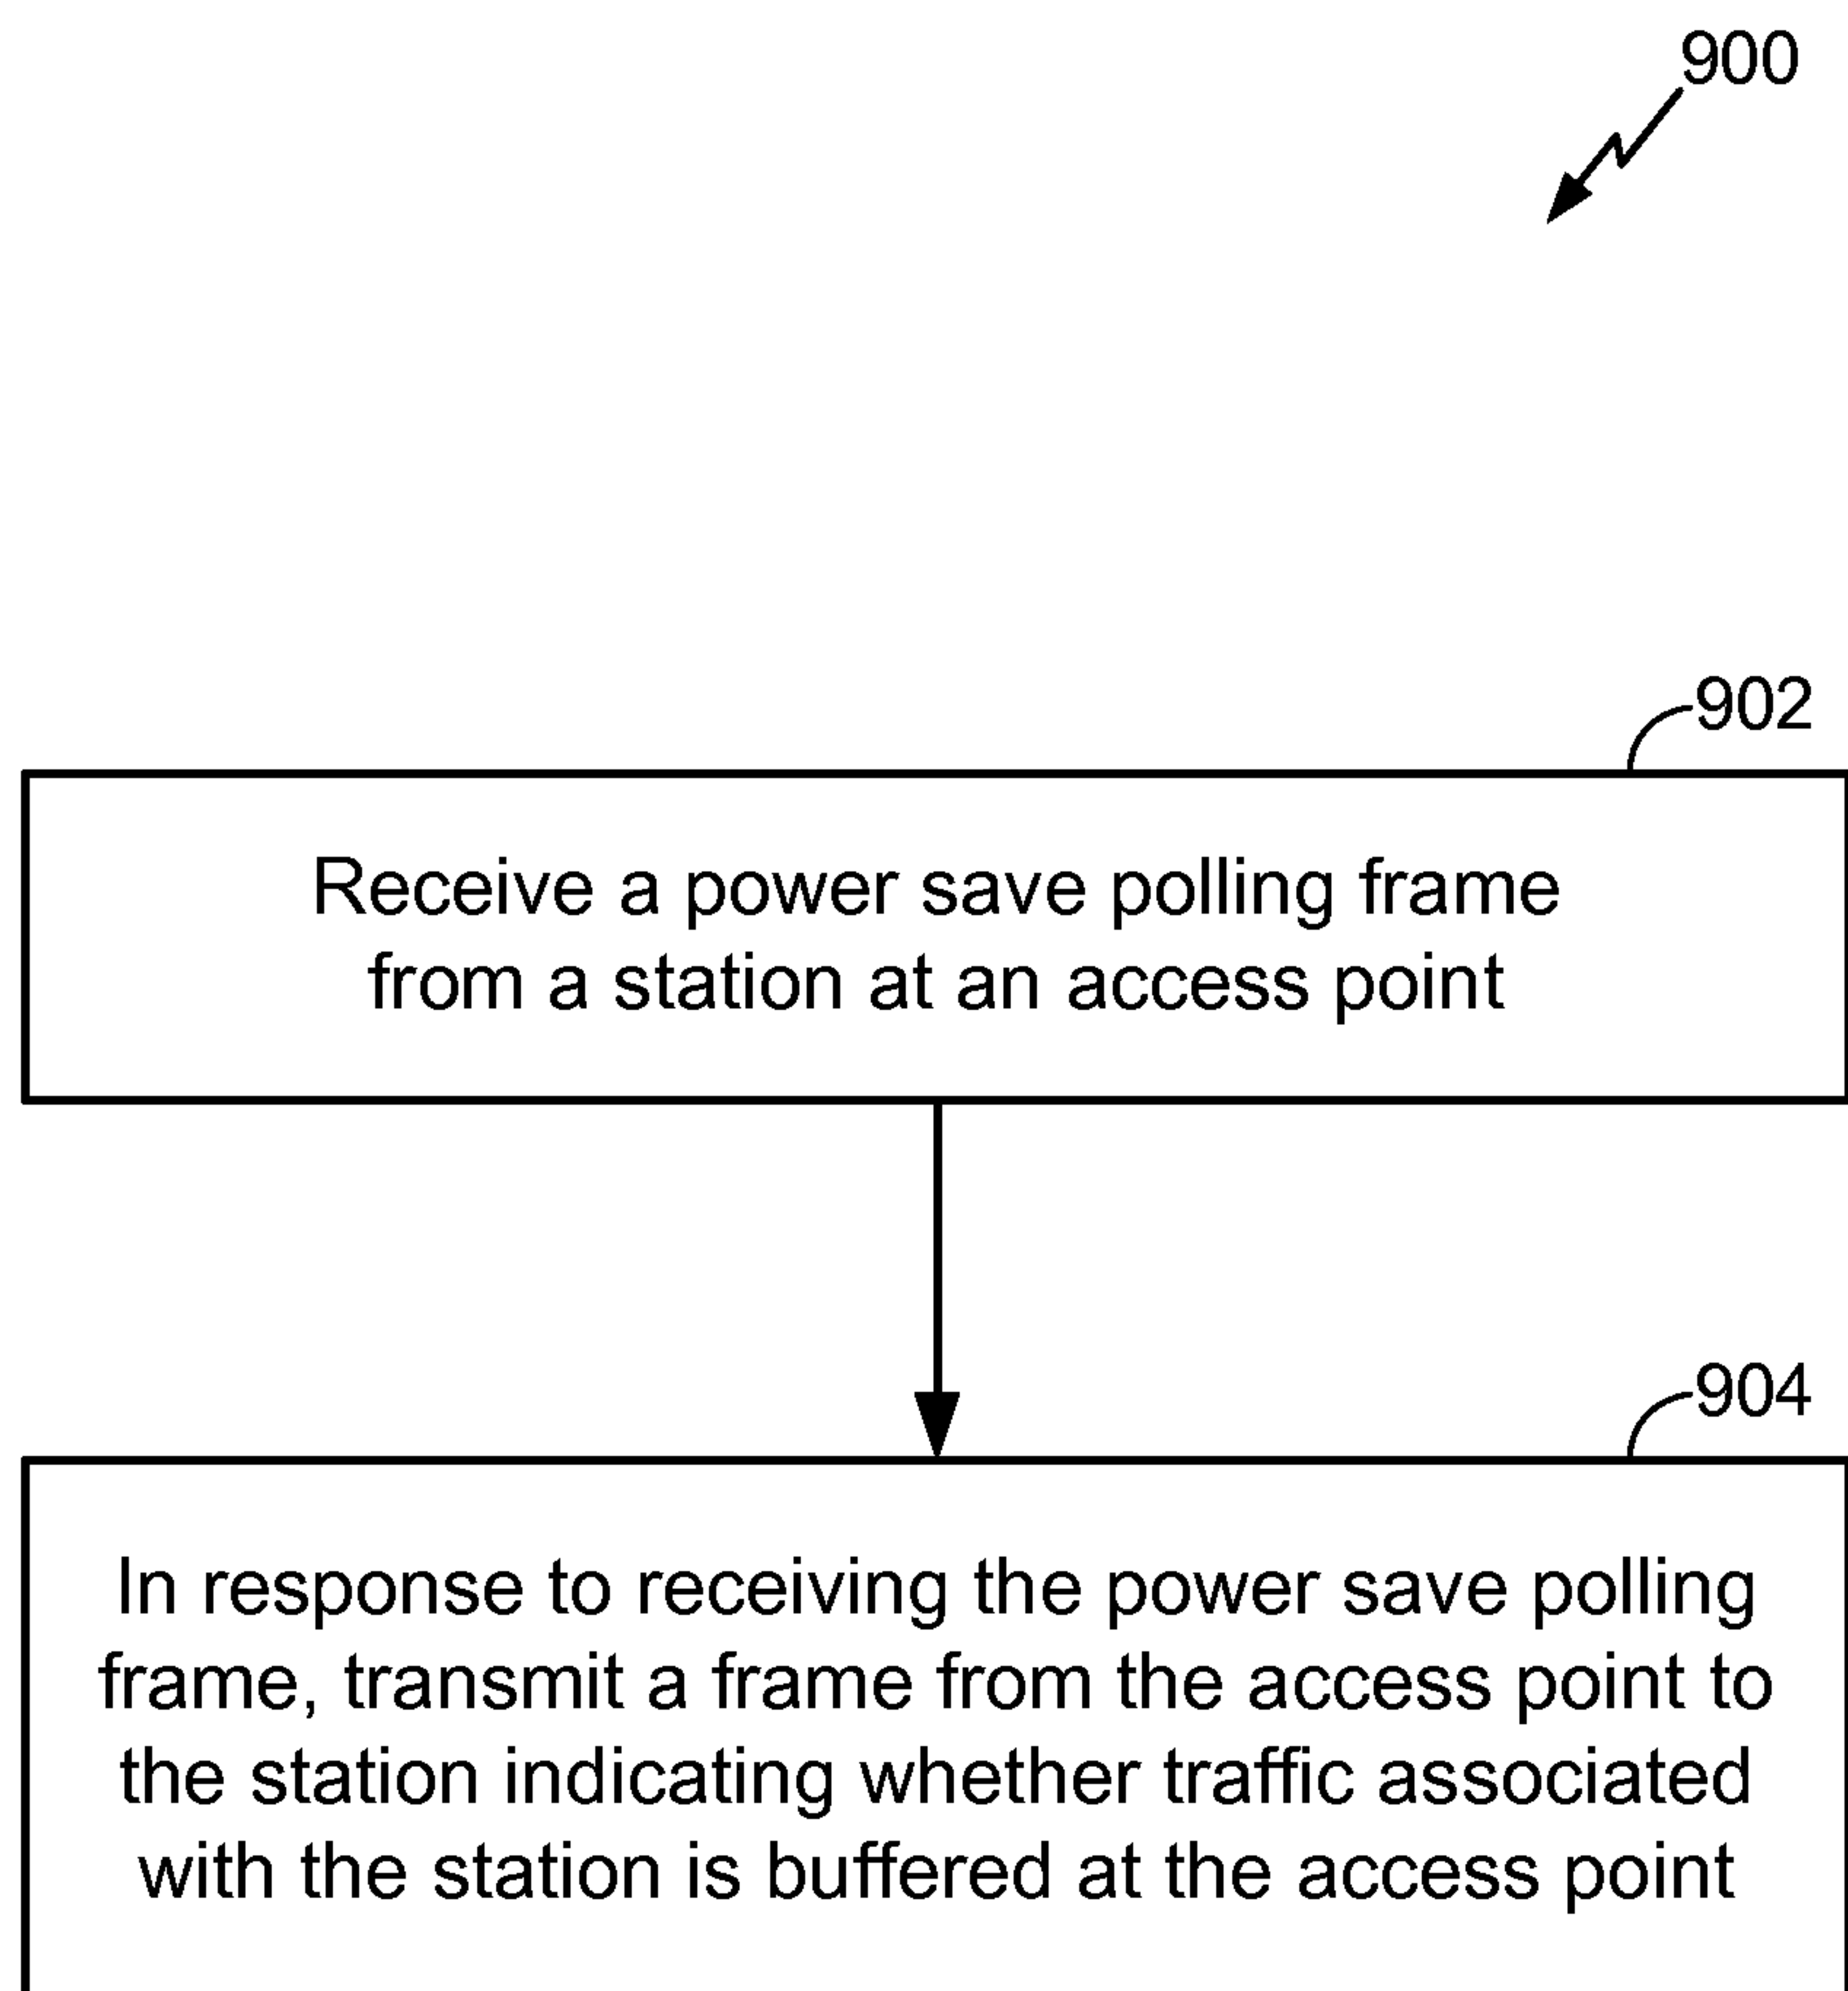 900
902
Receive a power save polling frame
from a station at an access point
904
In response to receiving the power save polling
frame, transmit a frame from the access point to
the station indicating whether traffic associated
with the station is buffered at the access point